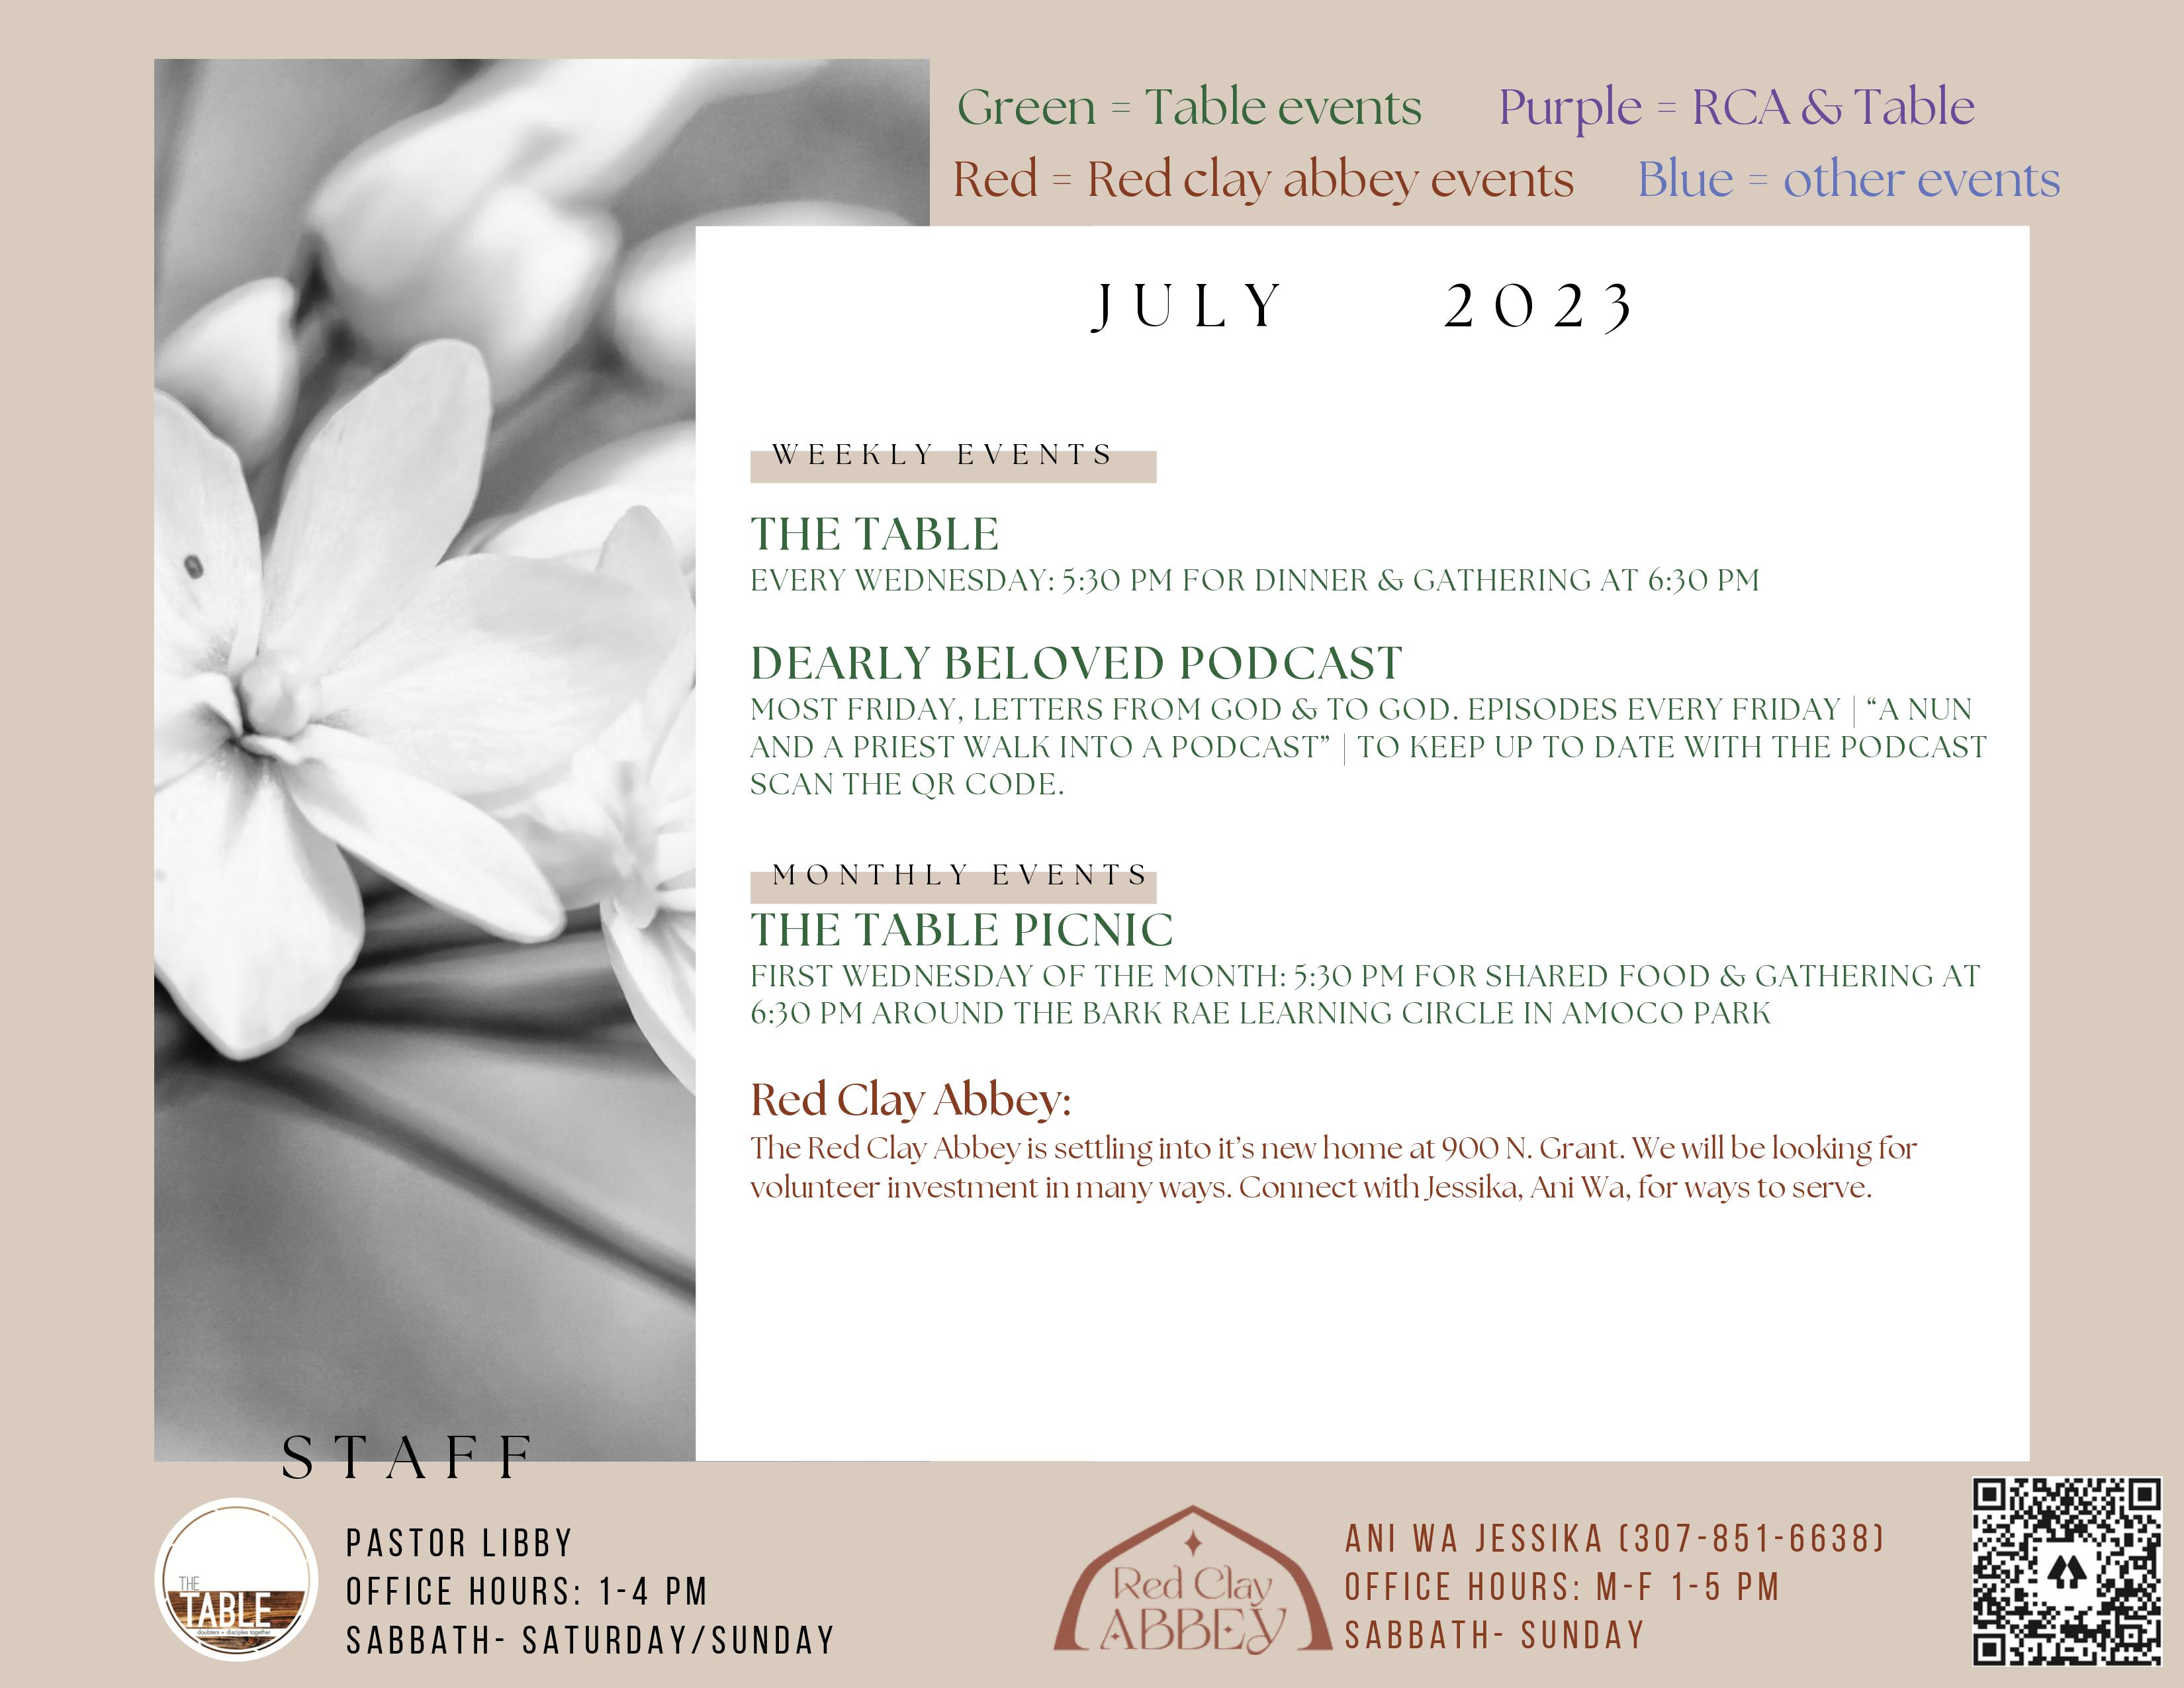 Green = Table events
Purple = RCA & Table
Red = Red clay abbey events
Blue = other events
JULY 2023
WEEKLY EVENTS
THE TABLE
EVERY WEDNESDAY: 5:30 PM FOR DINNER & GATHERING AT 6:30 PM
DEARLY BELOVED PODCAST
MOST FRIDAY, LETTERS FROM GOD & TO GOD. EPISODES EVERY FRIDAY | “A NUN
AND A PRIEST WALK INTO A PODCAST” | TO KEEP UP TO DATE WITH THE PODCAST
SCAN THE QR CODE.
MONTHLY EVENTS
THE TABLE PICNIC
FIRST WEDNESDAY OF THE MONTH: 5:30 PM FOR SHARED FOOD & GATHERING AT
6:30 PM AROUND THE BARK RAE LEARNING CIRCLE IN AMOCO PARK
Red Clay Abbey:
The Red Clay Abbey is settling into it’s new home at 900 N. Grant. We will be looking for
volunteer investment in many ways. Connect with Jessika, Ani Wa, for ways to serve.
STAFF
THE
TABLE
doubters + disciples together
PASTOR LIBBY
OFFICE HOURS: 1-4 PM
SABBATH- SATURDAY/SUNDAY
Red Clay
ABBEY
ANI WA JESSIKA (307-851-6638)
OFFICE HOURS: M-F 1-5 PM
SABBATH- SUNDAY